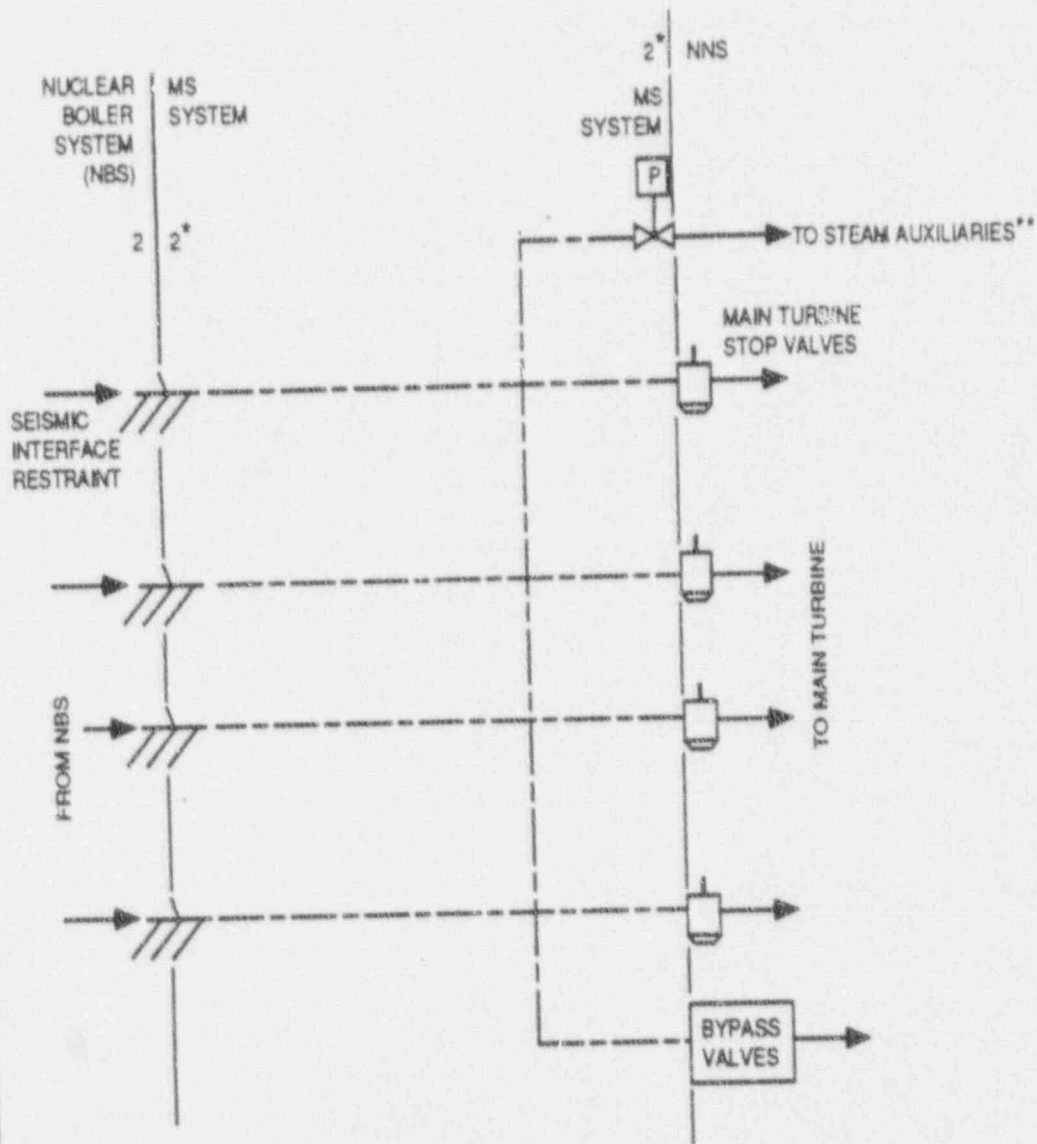 NUCLEAR
BOILER
SYSTEM
(NBS)
MS
SYSTEM
2
2*
2*
NNS
MS
SYSTEM
P
TO STEAM AUXILIARIES**
MAIN TURBINE
STOP VALVES
SEISMIC
INTERFACE
RESTRAINT
FROM NBS
TO MAIN TURBINE
BYPASS
VALVES